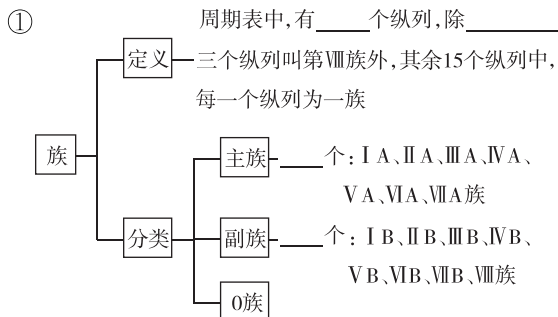 ①
周期表中,有____个纵列,除________
定义
三个纵列叫第Ⅷ族外,其余15个纵列中,
每一个纵列为一族
族
主族
____个:ⅠA、ⅡA、ⅢA、ⅣA、
ⅤA、ⅥA、ⅦA族
分类
副族
____个:ⅠB、ⅡB、ⅢB、ⅣB、
ⅤB、ⅥB、ⅦB、Ⅷ族
0族